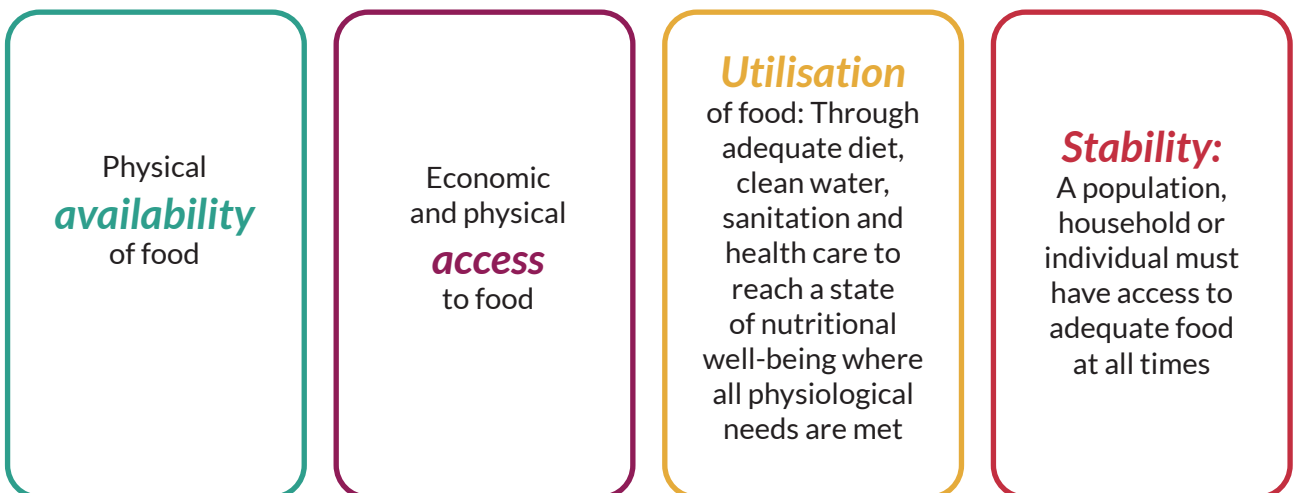 Physical
availability
of food
Economic
and physical
access
to food
Utilisation
of food: Through
adequate diet,
clean water,
sanitation and
health care to
reach a state
of nutritional
well-being where
all physiological
needs are met
Stability:
A population,
household or
individual must
have access to
adequate food
at all times